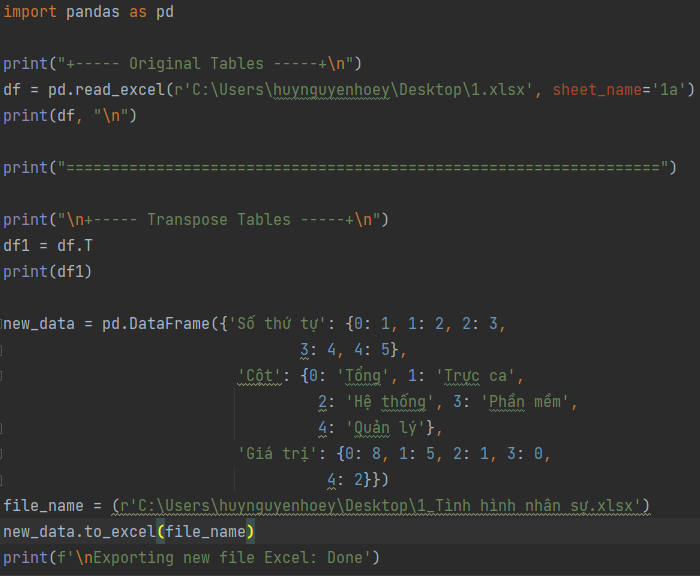 import pandas as pd
print("+----- Original Tables -----+\n")
df = pd.read_excel(r'C:\Users\huynguyenhoey\Desktop\1.xlsx', sheet_name='1a')
print(df, "\n")
print("==================================================================")
print("\n+----- Transpose Tables -----+\n")
df1 = df.T
print(df1)
new_data = pd.DataFrame({'Số thứ tự': {0: 1, 1: 2, 2: 3,
3: 4, 4: 5},
'Cột': {0: 'Tổng', 1: 'Trực ca',
2: 'Hệ thống', 3: 'Phần mềm',
4: 'Quản lý'},
'Giá trị': {0: 8, 1: 5, 2: 1, 3: 0,
4: 2}})
file_name = (r'C:\Users\huynguyenhoey\Desktop\1_Tình hình nhân sự.xlsx')
new_data.to_excel(file_name)
print(f'\nExporting new file Excel: Done')